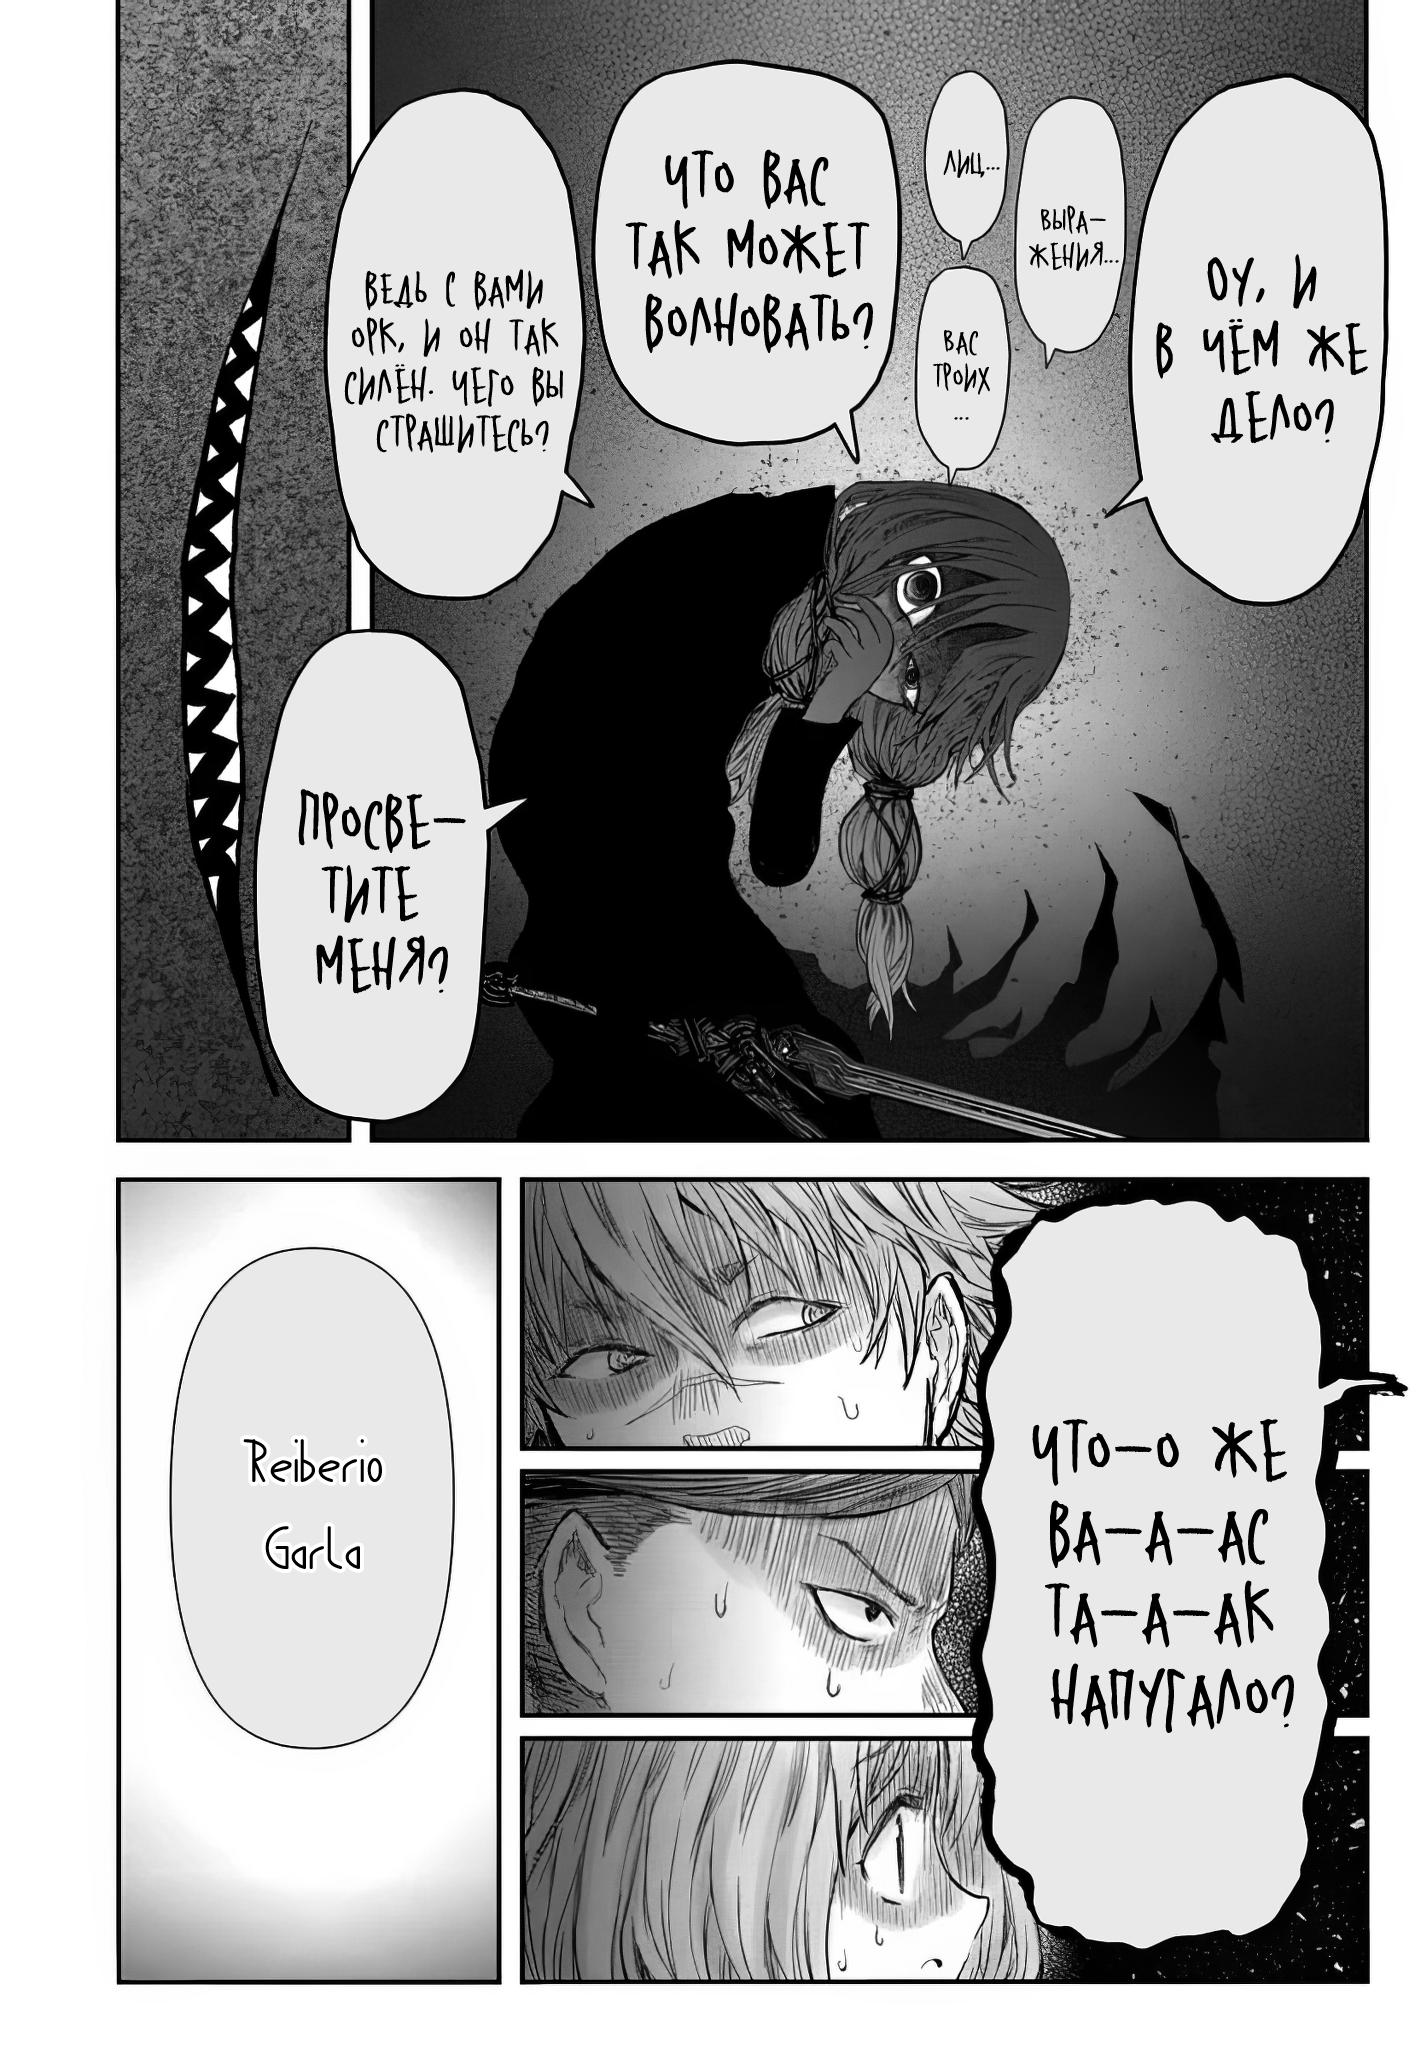 ОУ, И
В ЧЁМ ЖЕ
ДЕЛО?
ВЫРА-
ЖЕНИЯ...
ЛИЦ...
ВАС
ТРОИХ
...
ЧТО ВАС
ТАК МОЖЕТ
ВОЛНОВАТЬ?
ВЕДЬ С ВАМИ
ОРК, И ОН ТАК
СИЛЁН. ЧЕГО ВЫ
СТРАШИТЕСЬ?
ПРОСВЕ-
ТИТЕ
МЕНЯ?
ЧТО-О ЖЕ
ВА-А-АС
ТА-А-АК
НАПУГАЛО?
Reiberio
Garla